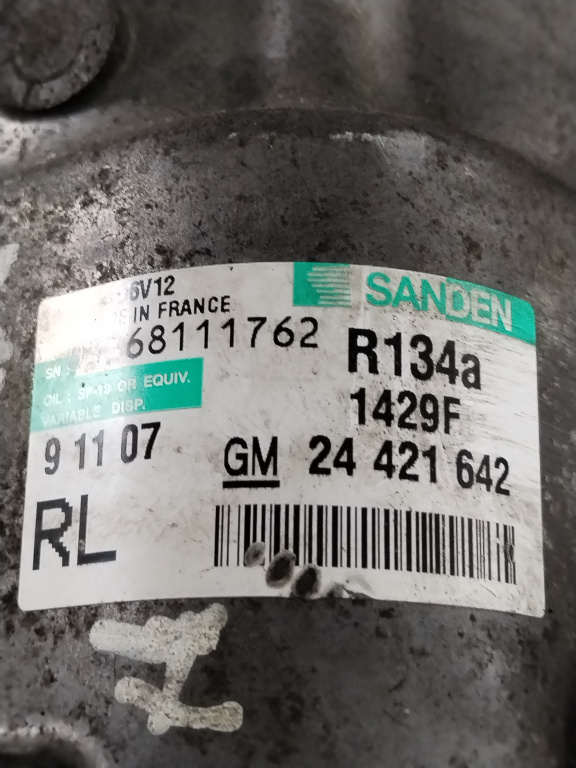 6V12
SANDEN
IN FRANCE
SN : 68111762
R134a
OIL : SP-10 OR EQUIV.
VARIABLE DISP.
1429F
9 11 07
GM 24 421 642
RL